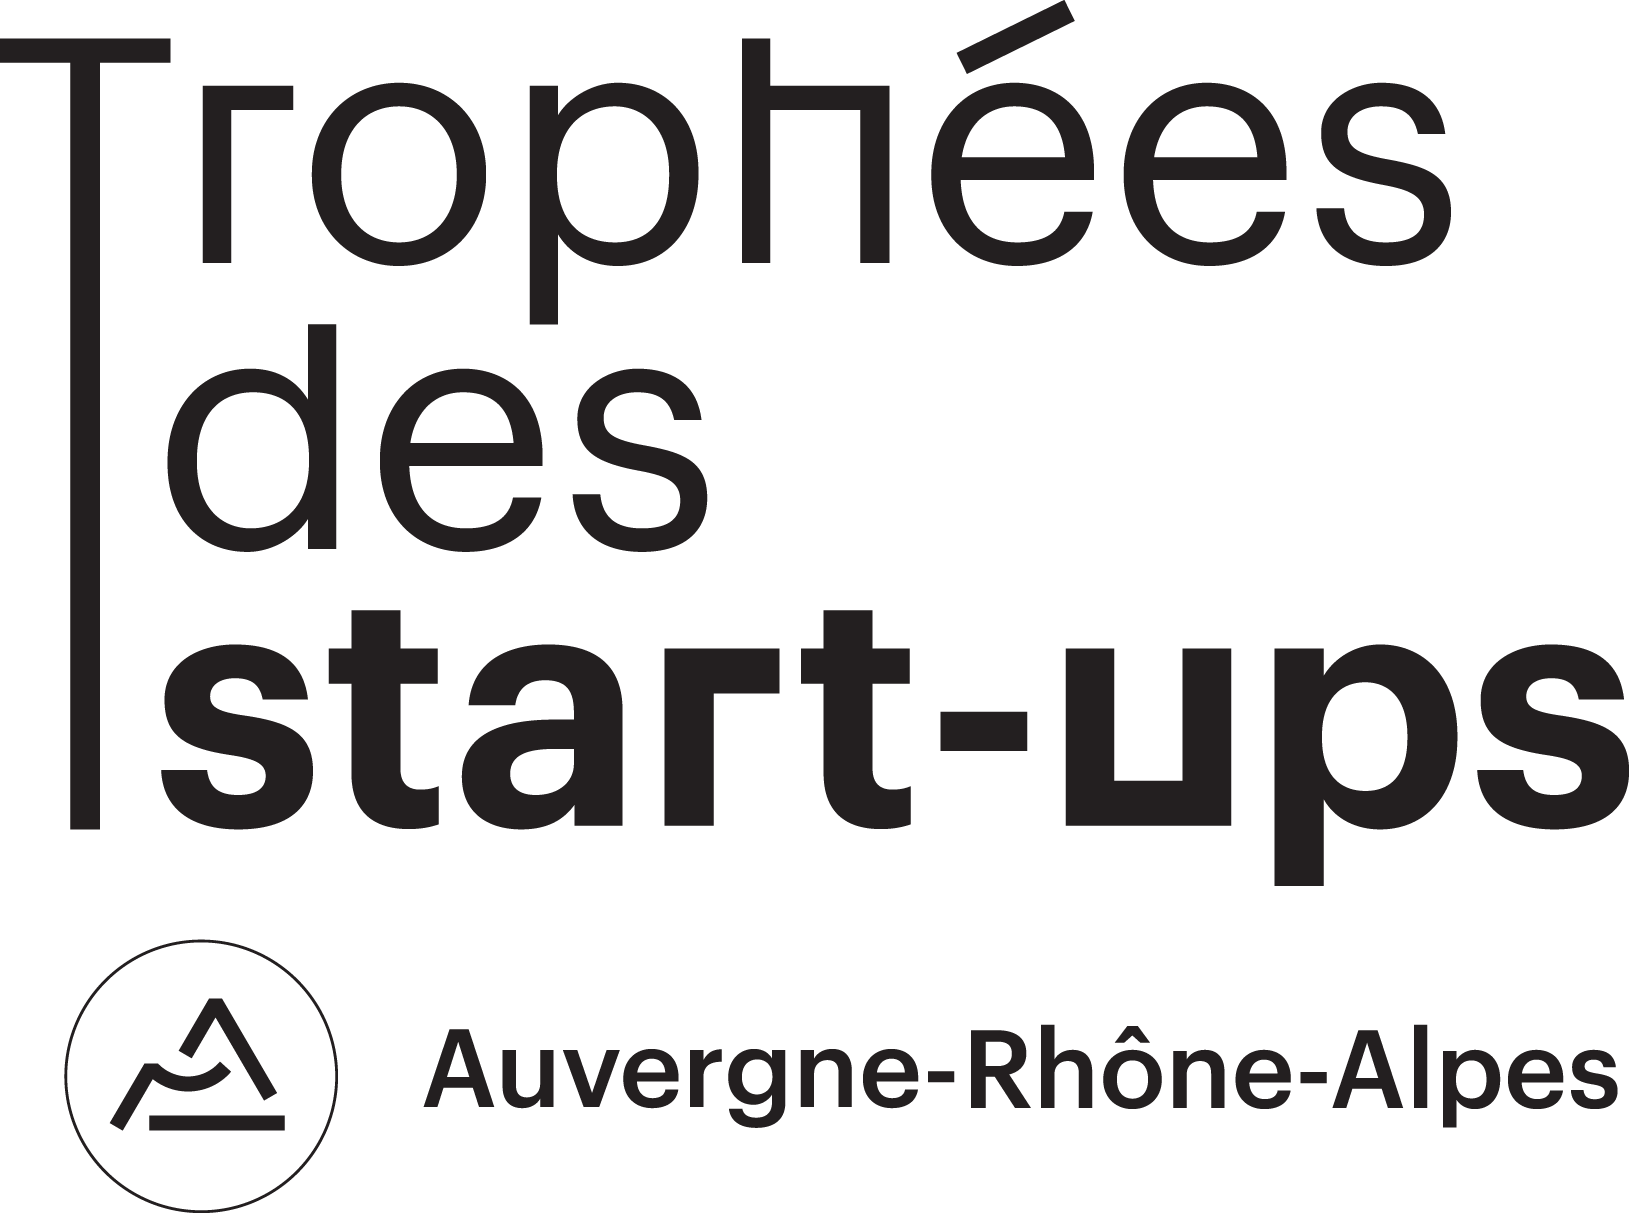 Trophées
des
start-ups
Auvergne-Rhône-Alpes